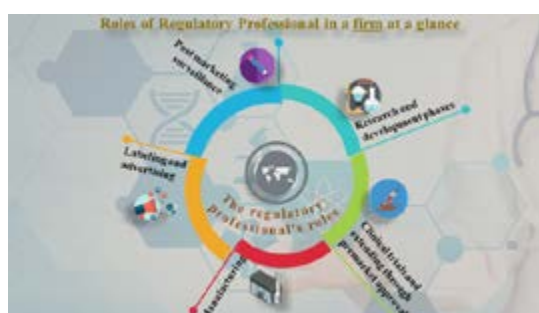 Roles of Regulatory Professional in a firm at a glance
Post marketing
surveillance
Research and
development phases
Labeling and
advertising
The regulatory
professional's roles
Clinical trials and
extending through
premarket approval
Manufacturing